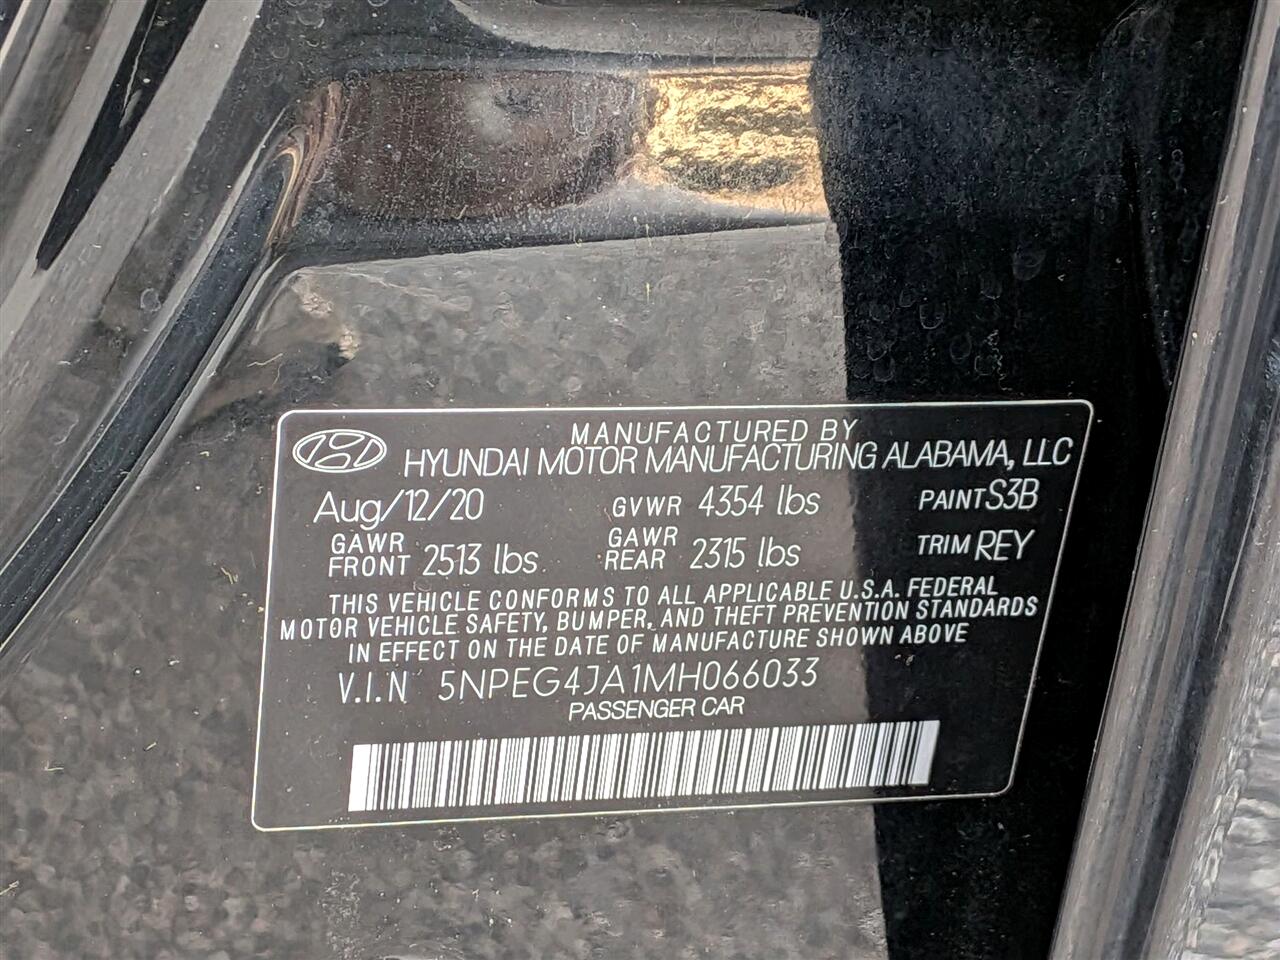 MANUFACTURED BY
HYUNDAI MOTOR MANUFACTURING ALABAMA, LLC
Aug/12/20 GVWR 4354 lbs PAINT S3B
GAWR FRONT 2513 lbs. GAWR REAR 2315 lbs TRIM REY
THIS VEHICLE CONFORMS TO ALL APPLICABLE U.S.A. FEDERAL
MOTOR VEHICLE SAFETY, BUMPER, AND THEFT PREVENTION STANDARDS
IN EFFECT ON THE DATE OF MANUFACTURE SHOWN ABOVE
V.I.N 5NPEG4JA1MH066033
PASSENGER CAR